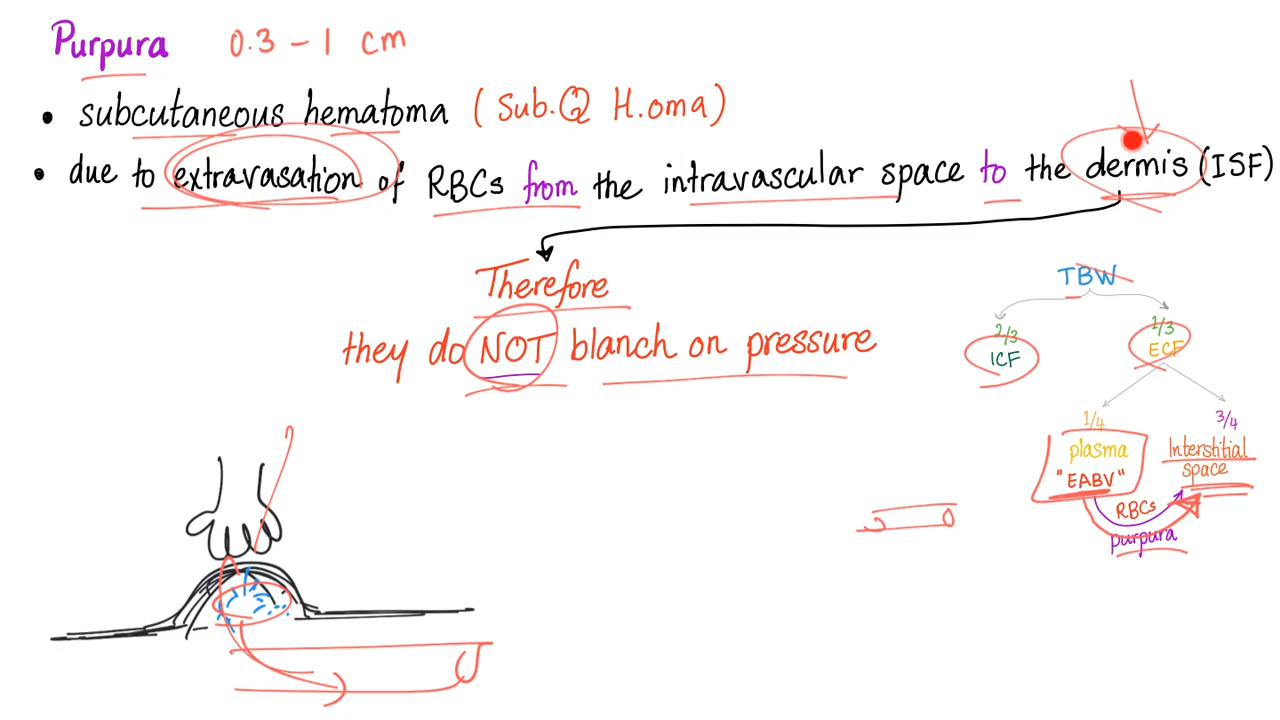 Purpura 0.3 - 1 cm
• subcutaneous hematoma (Sub.Q H.oma)
• due to extravasation of RBCs from the intravascular space to the dermis (ISF)
Therefore
they do NOT blanch on pressure
TBW
2/3 1/3
ICF ECF
1/4 3/4
plasma Interstitial
"EABV" space
RBCs
purpura